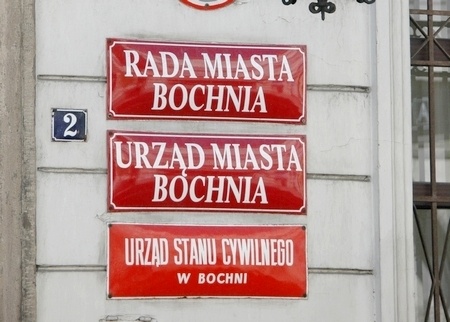 RADA MIASTA
BOCHNIA
2
URZĄD MIASTA
BOCHNIA
URZĄD STANU CYWILNEGO
W BOCHNI